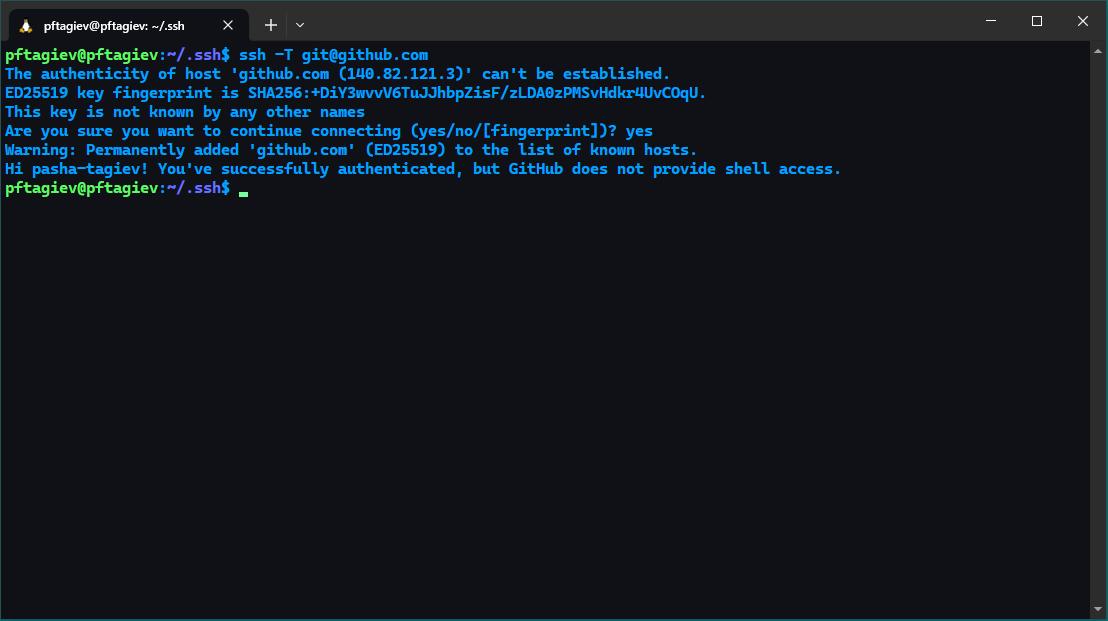 pftagiev@pftagiev: ~/.ssh
pftagiev@pftagiev:~/.ssh$ ssh -T git@github.com
The authenticity of host 'github.com (140.82.121.3)' can't be established.
ED25519 key fingerprint is SHA256:+DiY3wvvV6TuJJhbpZisF/zLDA0zPMSvHdkr4UvCOqU.
This key is not known by any other names
Are you sure you want to continue connecting (yes/no/[fingerprint])? yes
Warning: Permanently added 'github.com' (ED25519) to the list of known hosts.
Hi pasha-tagiev! You've successfully authenticated, but GitHub does not provide shell access.
pftagiev@pftagiev:~/.ssh$